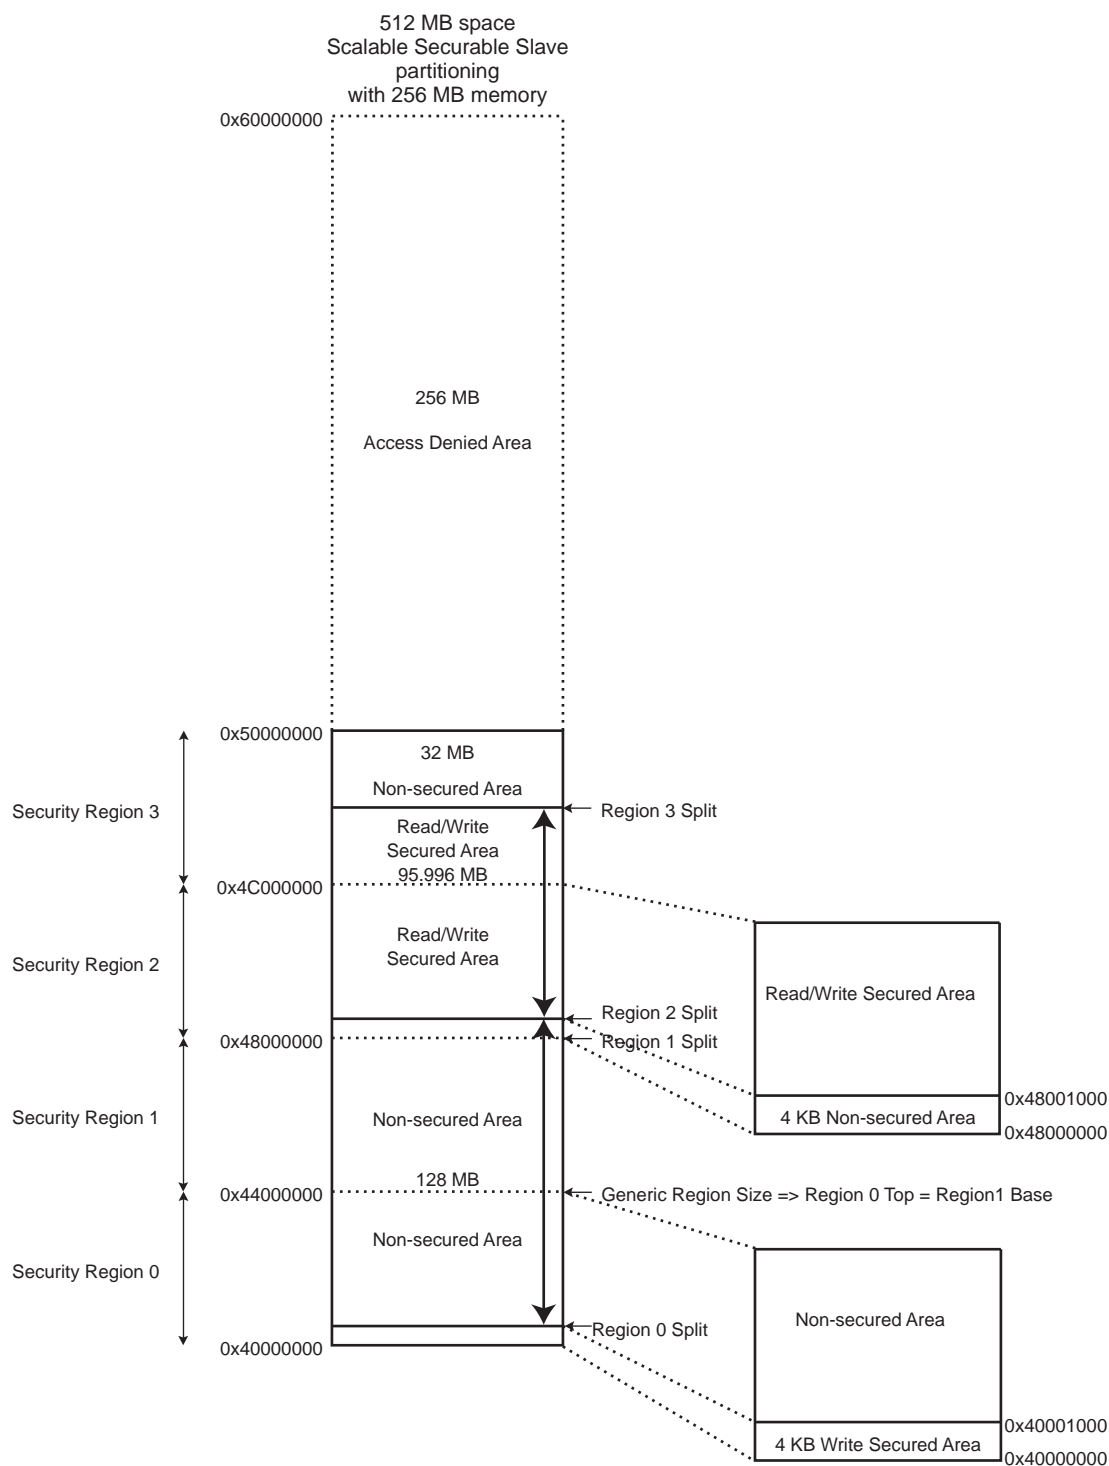 512 MB space
Scalable Securable Slave
partitioning
with 256 MB memory
0x60000000
256 MB
Access Denied Area
0x50000000
32 MB
Non-secured Area
Security Region 3
Region 3 Split
Read/Write
Secured Area
95.996 MB
0x4C000000
Read/Write
Secured Area
Security Region 2
Read/Write Secured Area
Region 2 Split
0x48000000
Region 1 Split
0x48001000
4 KB Non-secured Area
0x48000000
Security Region 1
Non-secured Area
128 MB
0x44000000
Generic Region Size => Region 0 Top = Region1 Base
Non-secured Area
Security Region 0
Non-secured Area
Region 0 Split
0x40000000
0x40001000
4 KB Write Secured Area
0x40000000